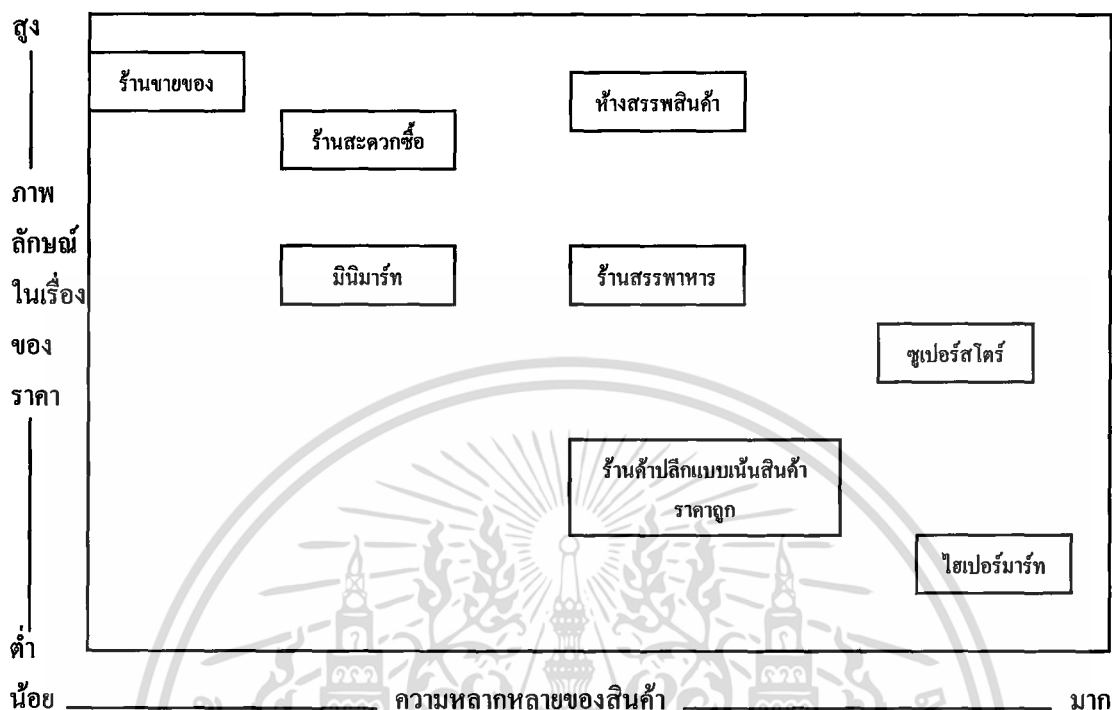 สูง
ร้านขายของ
ห้างสรรพสินค้า
ร้านสะดวกซื้อ
ภาพ
ลักษณ์
ในเรื่อง
ของ
ราคา
มินิมาร์ท
ร้านสรรพาหาร
ซูเปอร์สโตร์
ร้านค้าปลีกแบบเน้นสินค้า
ราคาถูก
ไฮเปอร์มาร์ท
ต่ำ
น้อย ความหลากหลายของสินค้า มาก